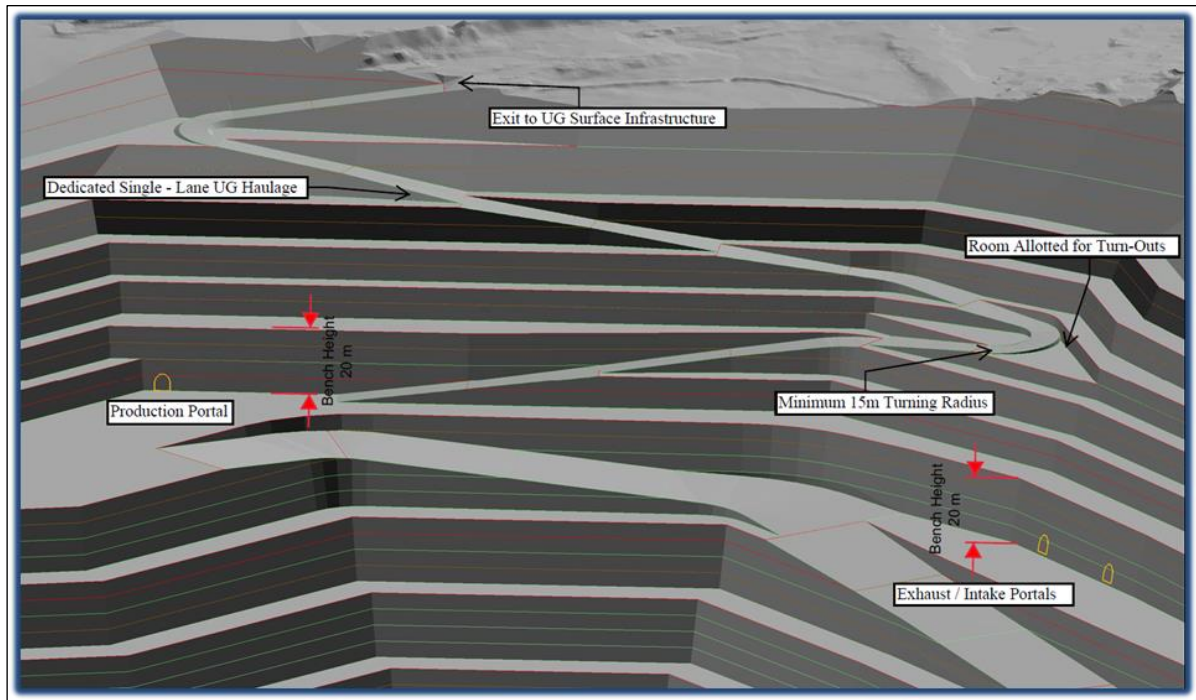 Exit to UG Surface Infrastructure
Dedicated Single - Lane UG Haulage
Room Allotted for Turn-Outs
Bench Height
20 m
Production Portal
Minimum 15m Turning Radius
Bench Height
20 m
Exhaust / Intake Portals